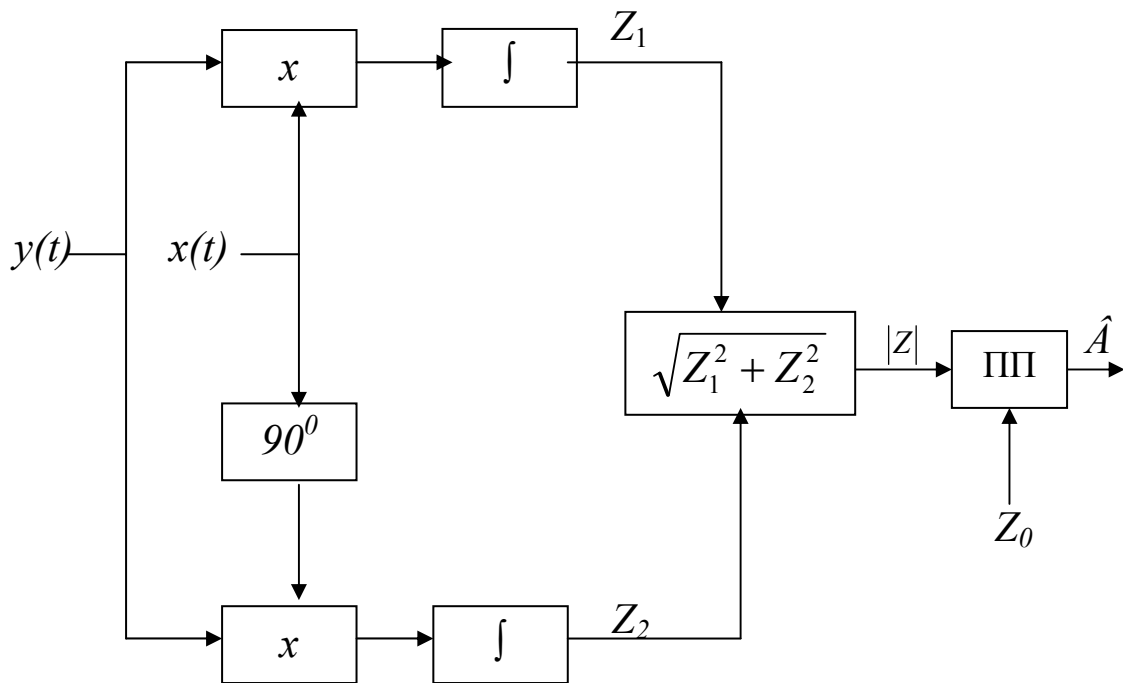 Z₁
x
∫
y(t)
x(t)
√(Z₁² + Z₂²)
|Z|
ПП
Â
90⁰
Z₀
x
∫
Z₂